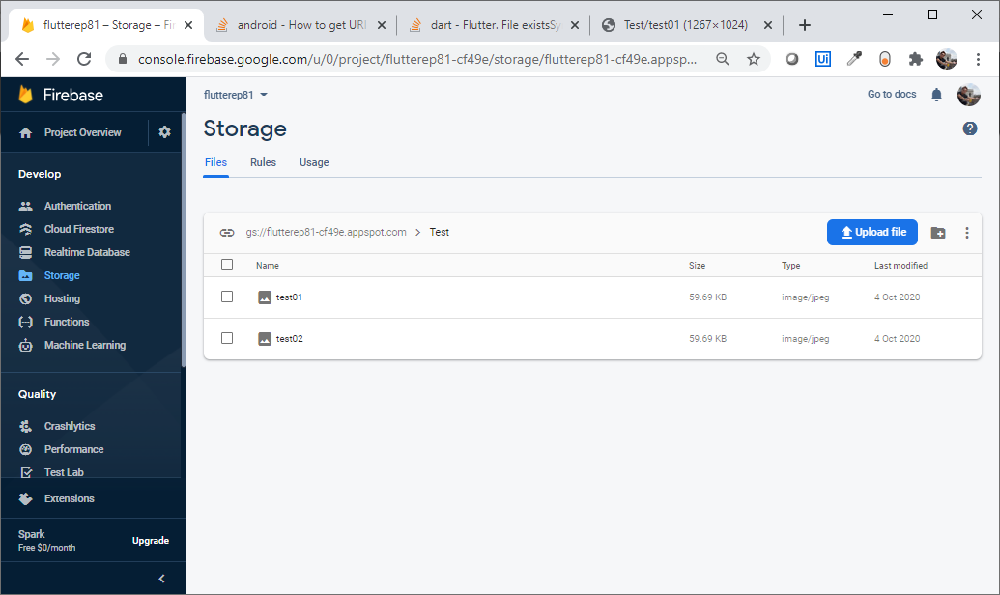 flutterep81 – Storage – Fir
android - How to get URI
dart - Flutter. File existsSy
Test/test01 (1267×1024)
console.firebase.google.com/u/0/project/flutterep81-cf49e/storage/flutterep81-cf49e.appsp...
Ui
Firebase
flutterep81
Go to docs
Project Overview
Storage
?
Files
Rules
Usage
Develop
Authentication
Cloud Firestore
Realtime Database
Storage
Hosting
Functions
Machine Learning
gs://flutterep81-cf49e.appspot.com
Test
Upload file
Name
Size
Type
Last modified
test01
59.69 KB
image/jpeg
4 Oct 2020
test02
59.69 KB
image/jpeg
4 Oct 2020
Quality
Crashlytics
Performance
Test Lab
Extensions
Spark
Free $0/month
Upgrade